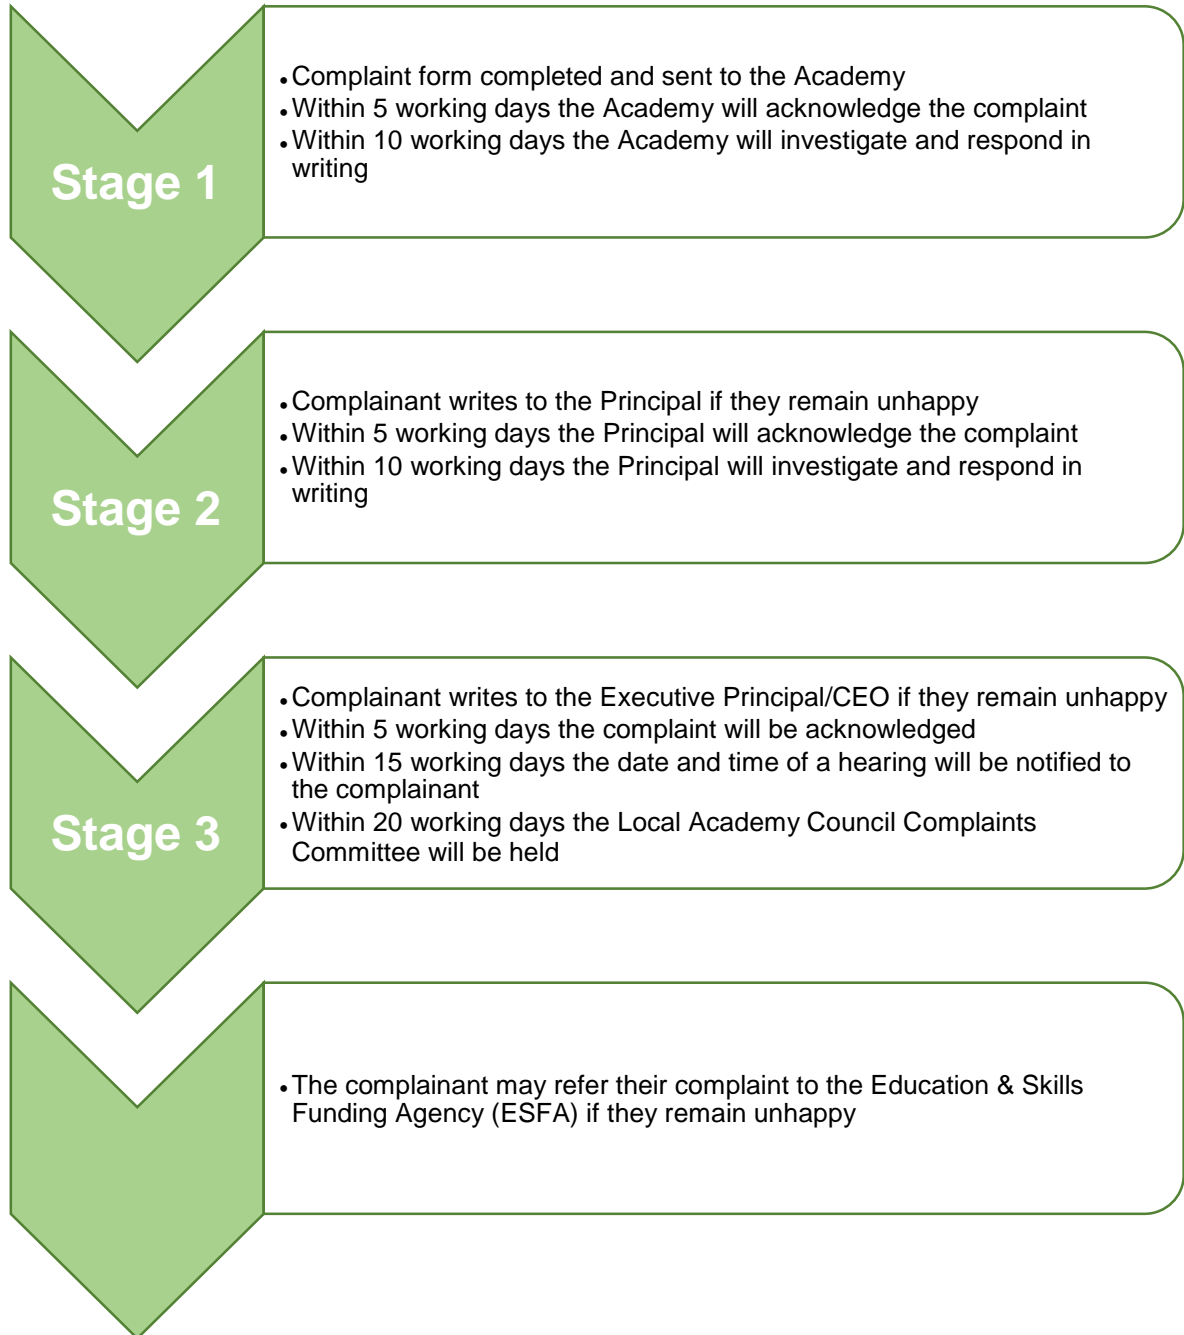 Stage 1
•Complaint form completed and sent to the Academy
•Within 5 working days the Academy will acknowledge the complaint
•Within 10 working days the Academy will investigate and respond in
writing
Stage 2
•Complainant writes to the Principal if they remain unhappy
•Within 5 working days the Principal will acknowledge the complaint
•Within 10 working days the Principal will investigate and respond in
writing
Stage 3
•Complainant writes to the Executive Principal/CEO if they remain unhappy
•Within 5 working days the complaint will be acknowledged
•Within 15 working days the date and time of a hearing will be notified to
the complainant
•Within 20 working days the Local Academy Council Complaints
Committee will be held
•The complainant may refer their complaint to the Education & Skills
Funding Agency (ESFA) if they remain unhappy